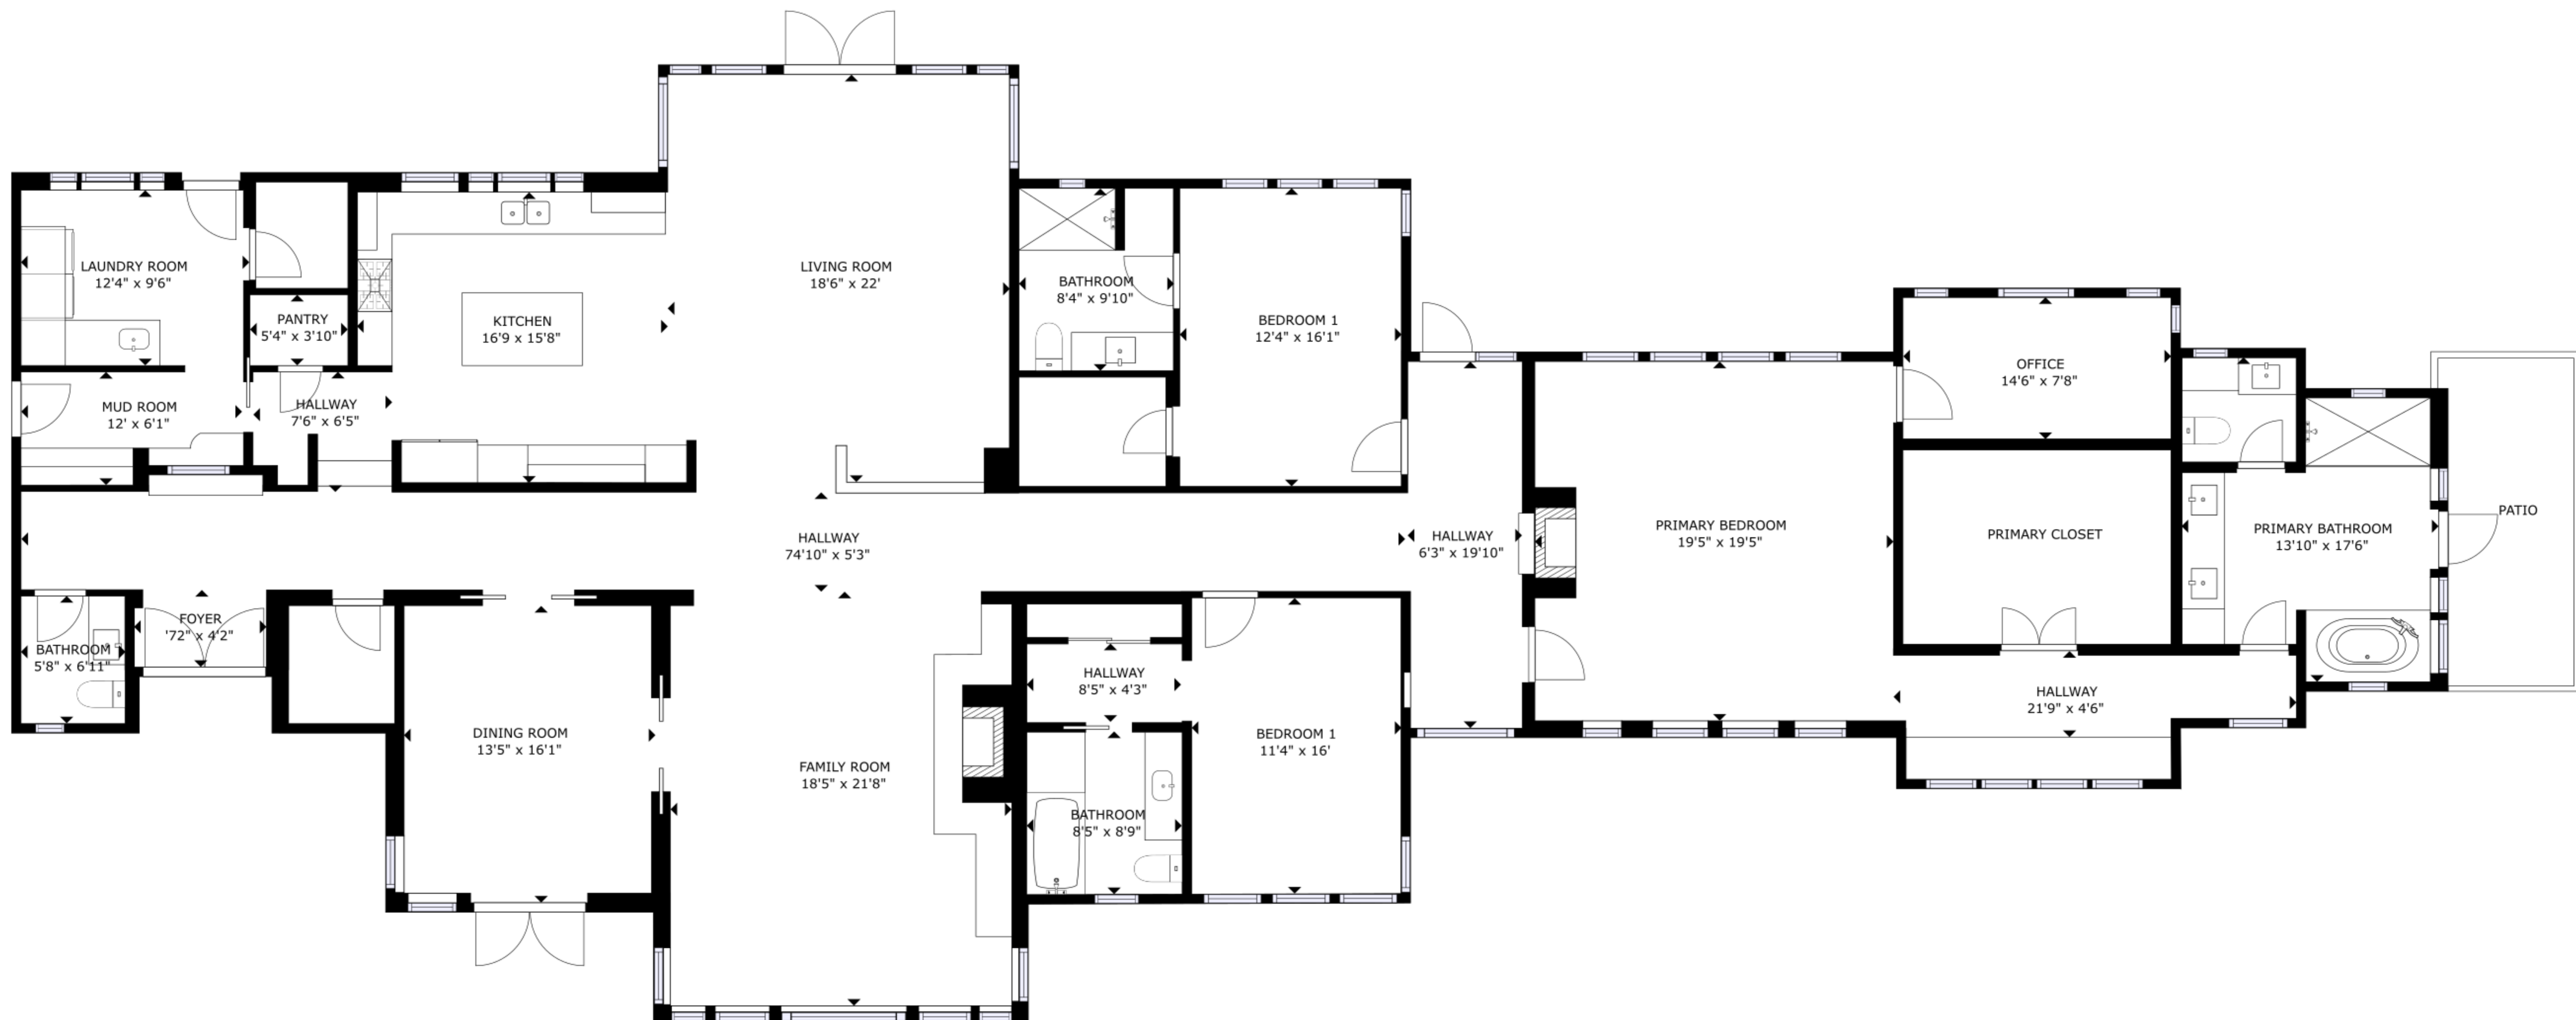 LAUNDRY ROOM
12'4" x 9'6"
PANTRY
5'4" x 3'10"
KITCHEN
16'9 x 15'8"
LIVING ROOM
18'6" x 22'
BATHROOM
8'4" x 9'10"
BEDROOM 1
12'4" x 16'1"
OFFICE
14'6" x 7'8"
MUD ROOM
12' x 6'1"
HALLWAY
7'6" x 6'5"
HALLWAY
74'10" x 5'3"
HALLWAY
6'3" x 19'10"
PRIMARY BEDROOM
19'5" x 19'5"
PRIMARY CLOSET
PRIMARY BATHROOM
13'10" x 17'6"
PATIO
BATHROOM
5'8" x 6'11"
FOYER
'72" x 4'2"
DINING ROOM
13'5" x 16'1"
FAMILY ROOM
18'5" x 21'8"
HALLWAY
8'5" x 4'3"
BATHROOM
8'5" x 8'9"
BEDROOM 1
11'4" x 16'
HALLWAY
21'9" x 4'6"